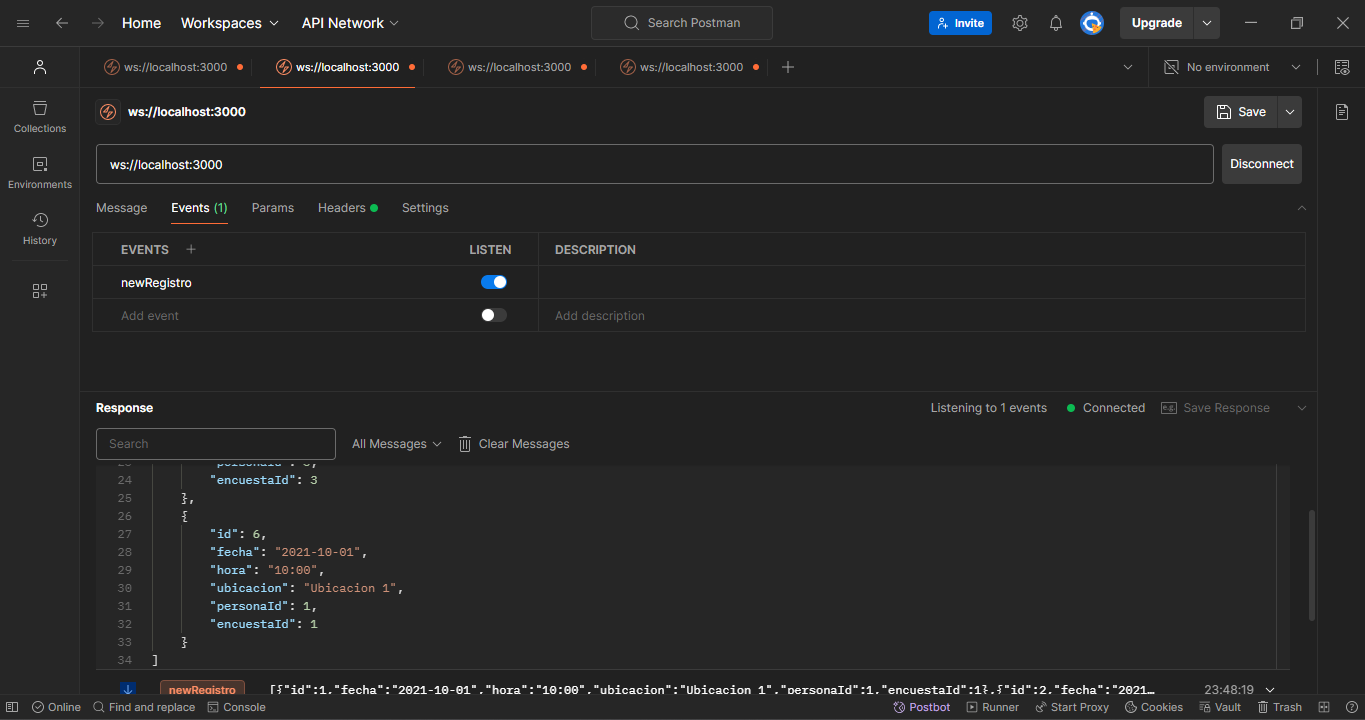 Home Workspaces API Network Search Postman Invite Upgrade
ws://localhost:3000 ws://localhost:3000 ws://localhost:3000 ws://localhost:3000 No environment
ws://localhost:3000 Save
Collections
ws://localhost:3000 Disconnect
Environments
Message Events (1) Params Headers Settings
History
EVENTS LISTEN DESCRIPTION
newRegistro
Add event Add description
Response Listening to 1 events Connected Save Response
Search All Messages Clear Messages
24 "encuestaId": 3
25 },
26 {
27 "id": 6,
28 "fecha": "2021-10-01",
29 "hora": "10:00",
30 "ubicacion": "Ubicacion 1",
31 "personaId": 1,
32 "encuestaId": 1
33 }
34 ]
newRegistro [{"id":1,"fecha":"2021-10-01","hora":"10:00","ubicacion":"Ubicacion 1","personaId":1,"encuestaId":1},{"id":2,"fecha":"2021... 23:48:19
Online Find and replace Console Postbot Runner Start Proxy Cookies Vault Trash